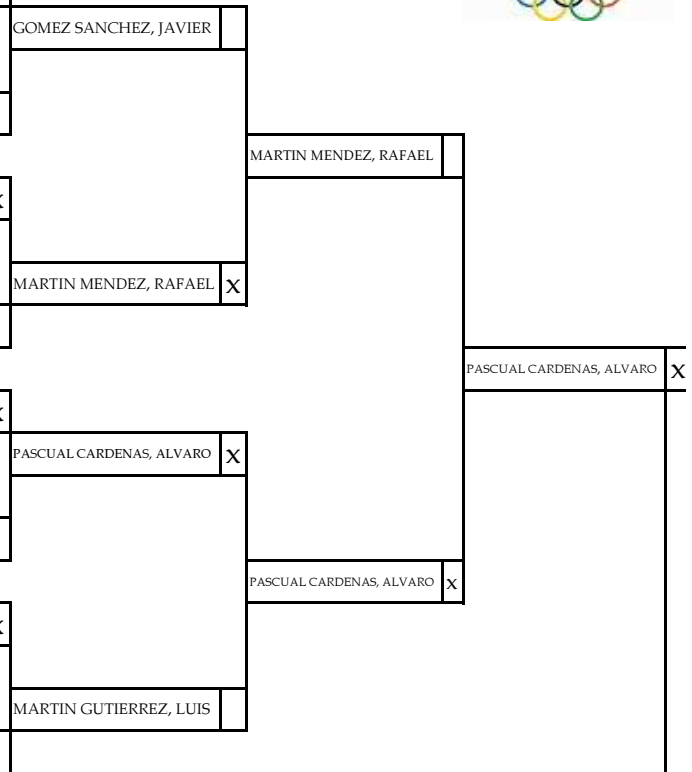 GOMEZ SANCHEZ, JAVIER
MARTIN MENDEZ, RAFAEL
MARTIN MENDEZ, RAFAEL X
PASCUAL CARDENAS, ALVARO X
PASCUAL CARDENAS, ALVARO X
PASCUAL CARDENAS, ALVARO x
MARTIN GUTIERREZ, LUIS